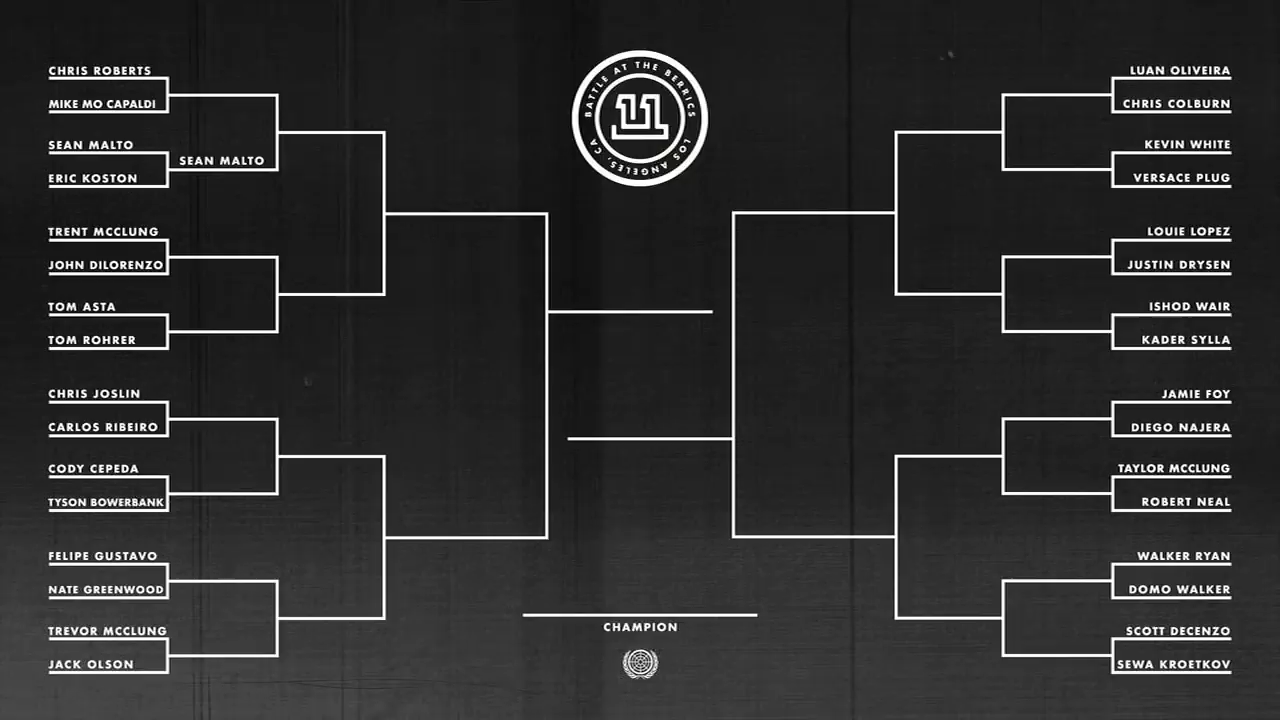 BATTLE AT THE BERRICS
LOS ANGELES, CA
11
CHRIS ROBERTS
MIKE MO CAPALDI
SEAN MALTO
ERIC KOSTON
SEAN MALTO
TRENT MCCLUNG
JOHN DILORENZO
TOM ASTA
TOM ROHRER
CHRIS JOSLIN
CARLOS RIBEIRO
CODY CEPEDA
TYSON BOWERBANK
FELIPE GUSTAVO
NATE GREENWOOD
TREVOR MCCLUNG
JACK OLSON
LUAN OLIVEIRA
CHRIS COLBURN
KEVIN WHITE
VERSACE PLUG
LOUIE LOPEZ
JUSTIN DRYSEN
ISHOD WAIR
KADER SYLLA
JAMIE FOY
DIEGO NAJERA
TAYLOR MCCLUNG
ROBERT NEAL
WALKER RYAN
DOMO WALKER
SCOTT DECENZO
SEWA KROETKOV
CHAMPION